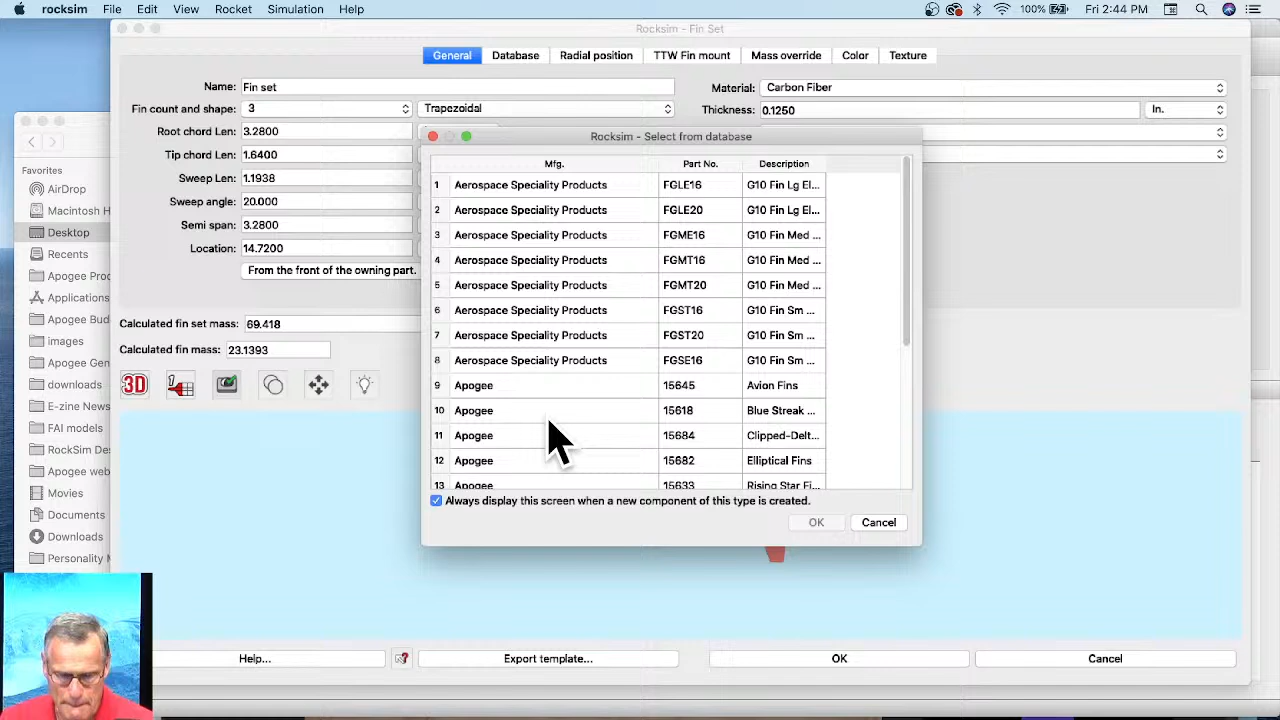 rocksim File Edit View Rocket Simulation Help 100% Fri 2:44 PM
Rocksim - Fin Set
General Database Radial position TTW Fin mount Mass override Color Texture
Name: Fin set Material: Carbon Fiber
Fin count and shape: 3 Trapezoidal Thickness: 0.1250 In.
Root chord Len: 3.2800
Tip chord Len: 1.6400
Sweep Len: 1.1938
Sweep angle: 20.000
Semi span: 3.2800
Location: 14.7200
From the front of the owning part.
Calculated fin set mass: 69.418
Calculated fin mass: 23.1393
3D
Favorites
AirDrop
Macintosh H
Desktop
Recents
Apogee Proc
Applications
Apogee Bud
images
Apogee Gen
downloads
E-zine News
FAI models
RockSim Des
Apogee web
Movies
Documents
Downloads
Personality M
Rocksim - Select from database
Mfg. Part No. Description
1 Aerospace Speciality Products FGLE16 G10 Fin Lg El...
2 Aerospace Speciality Products FGLE20 G10 Fin Lg El...
3 Aerospace Speciality Products FGME16 G10 Fin Med ...
4 Aerospace Speciality Products FGMT16 G10 Fin Med ...
5 Aerospace Speciality Products FGMT20 G10 Fin Med ...
6 Aerospace Speciality Products FGST16 G10 Fin Sm ...
7 Aerospace Speciality Products FGST20 G10 Fin Sm ...
8 Aerospace Speciality Products FGSE16 G10 Fin Sm ...
9 Apogee 15645 Avion Fins
10 Apogee 15618 Blue Streak ...
11 Apogee 15684 Clipped-Delt...
12 Apogee 15682 Elliptical Fins
13 Apogee 15633 Rising Star Fi
Always display this screen when a new component of this type is created.
OK Cancel
Help... Export template... OK Cancel